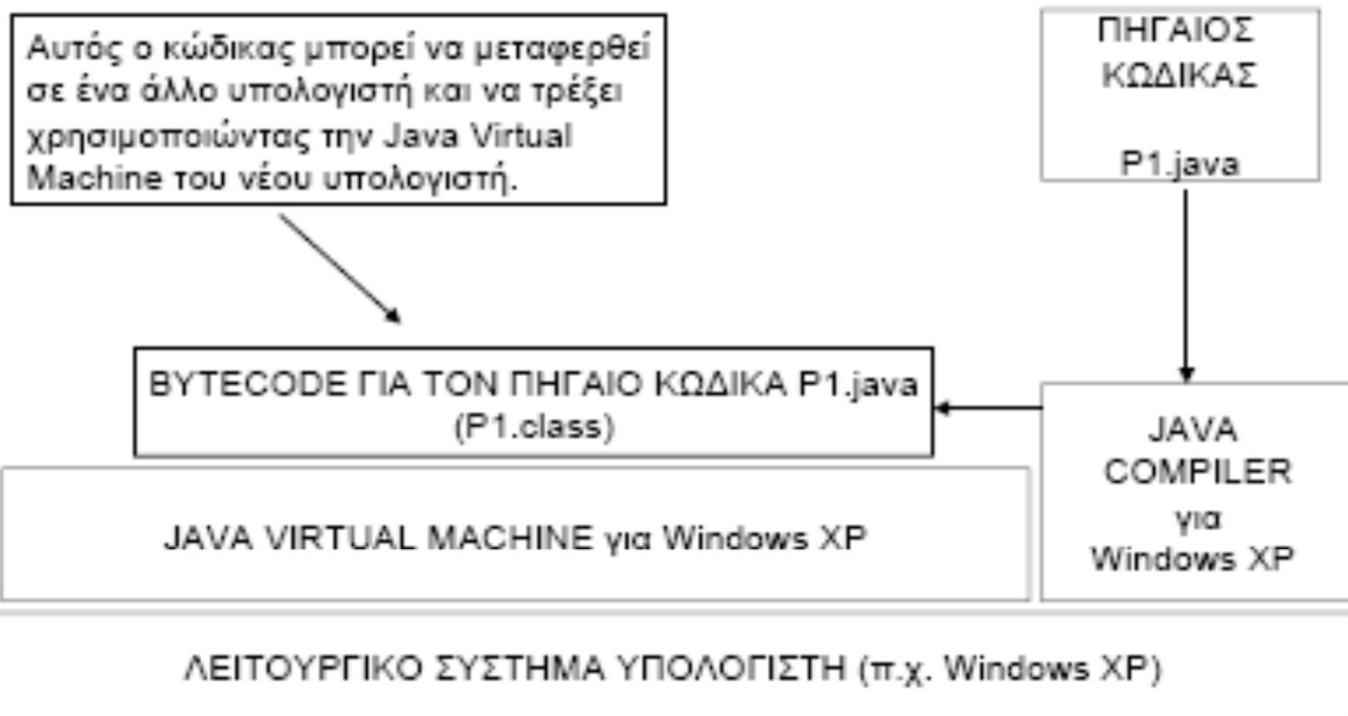 Αυτός ο κώδικας μπορεί να μεταφερθεί
σε ένα άλλο υπολογιστή και να τρέξει
χρησιμοποιώντας την Java Virtual
Machine του νέου υπολογιστή.
ΠΗΓΑΙΟΣ
ΚΩΔΙΚΑΣ
P1.java
BYTECODE ΓΙΑ ΤΟΝ ΠΗΓΑΙΟ ΚΩΔΙΚΑ P1.java
(P1.class)
JAVA
COMPILER
για
Windows XP
JAVA VIRTUAL MACHINE για Windows XP
ΛΕΙΤΟΥΡΓΙΚΟ ΣΥΣΤΗΜΑ ΥΠΟΛΟΓΙΣΤΗ (π.χ. Windows XP)